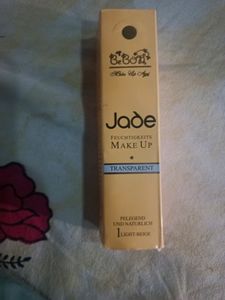 Jade
FEUCHTIGKEITS
MAKE UP
TRANSPARENT
PFLEGEND
UND NATÜRLICH
1 LIGHT-BEIGE